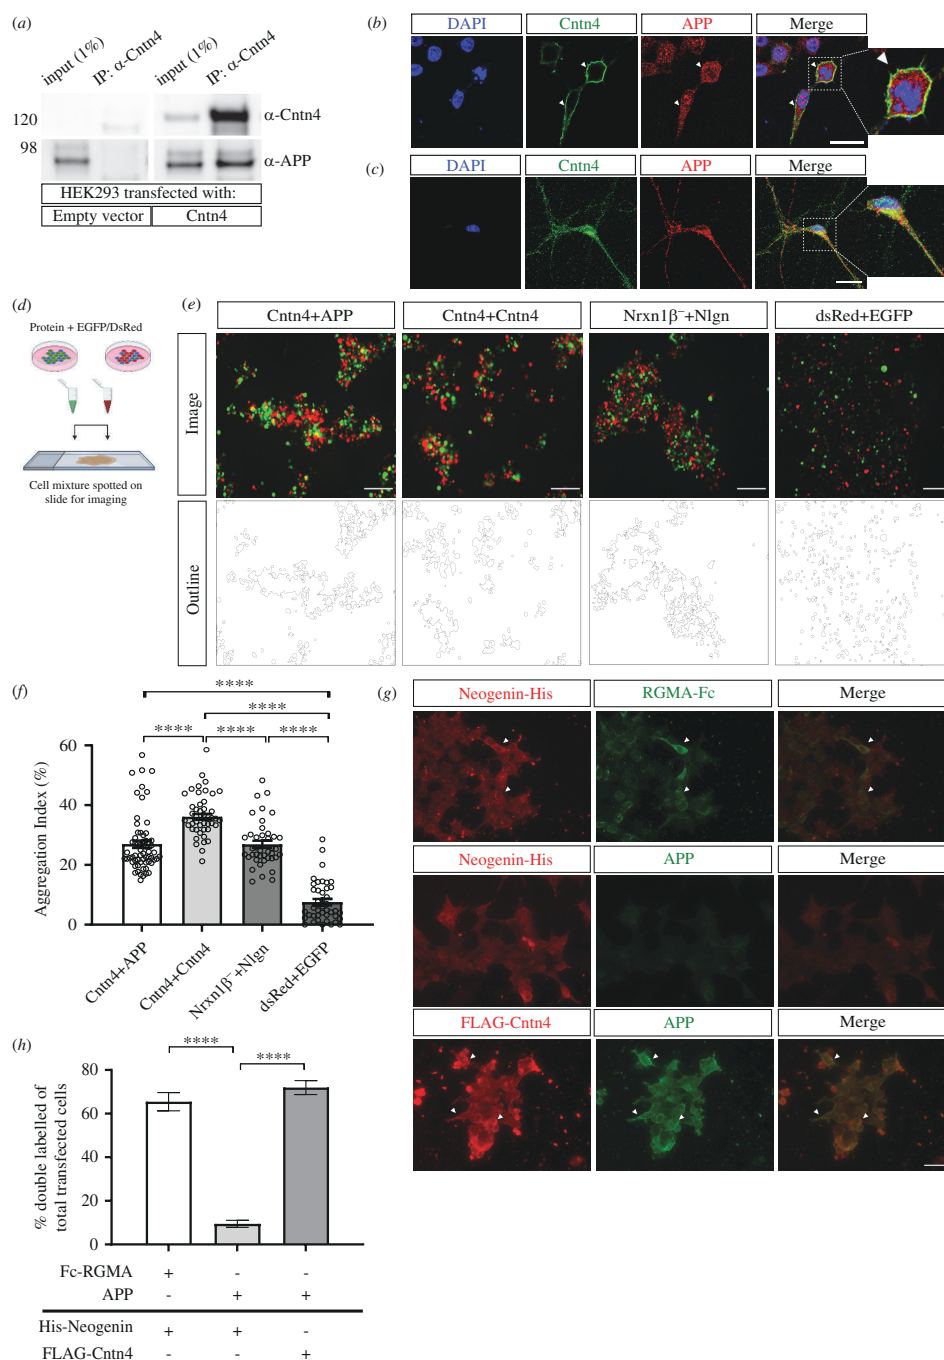 (a)
input (1%)
IP: α-Cntn4
input (1%)
IP: α-Cntn4
120
98
α-Cntn4
α-APP
HEK293 transfected with:
Empty vector
Cntn4
(b)
DAPI
Cntn4
APP
Merge
(c)
DAPI
Cntn4
APP
Merge
(d)
Protein + EGFP/DsRed
Cell mixture spotted on
slide for imaging
(e)
Cntn4+APP
Cntn4+Cntn4
Nrxn1β⁻+Nlgn
dsRed+EGFP
Image
Outline
(f)
****
****
****
****
****
Aggregation Index (%)
60
40
20
0
Cntn4+APP
Cntn4+Cntn4
Nrxn1β⁻+Nlgn
dsRed+EGFP
(g)
Neogenin-His
RGMA-Fc
Merge
Neogenin-His
APP
Merge
FLAG-Cntn4
APP
Merge
(h)
****
****
% double labelled of
total transfected cells
80
60
40
20
0
Fc-RGMA + - -
APP - + +
His-Neogenin + + -
FLAG-Cntn4 - - +